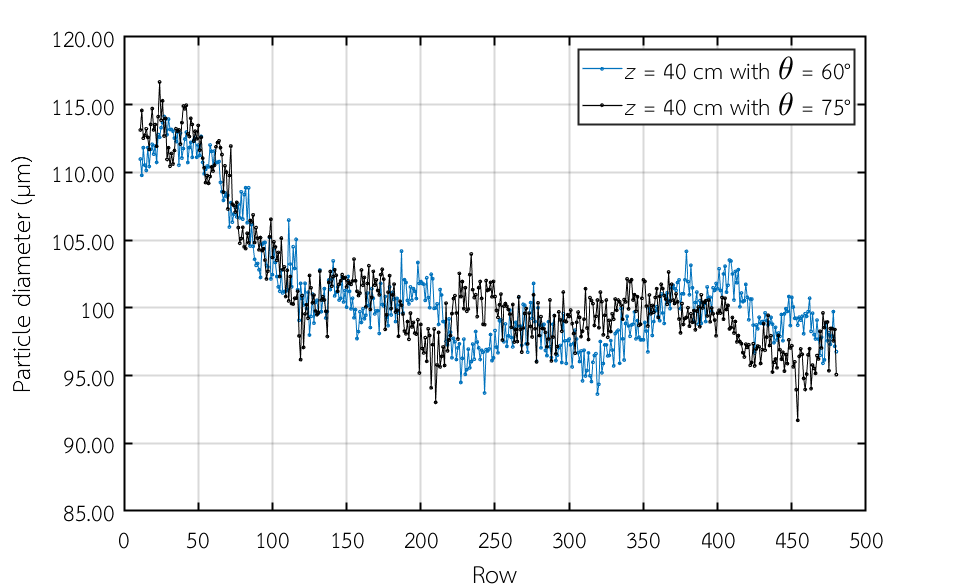 120.00
115.00
110.00
105.00
100
95.00
90.00
85.00
Particle diameter (µm)
0 50 100 150 200 250 300 350 400 450 500
Row
z = 40 cm with θ = 60°
z = 40 cm with θ = 75°